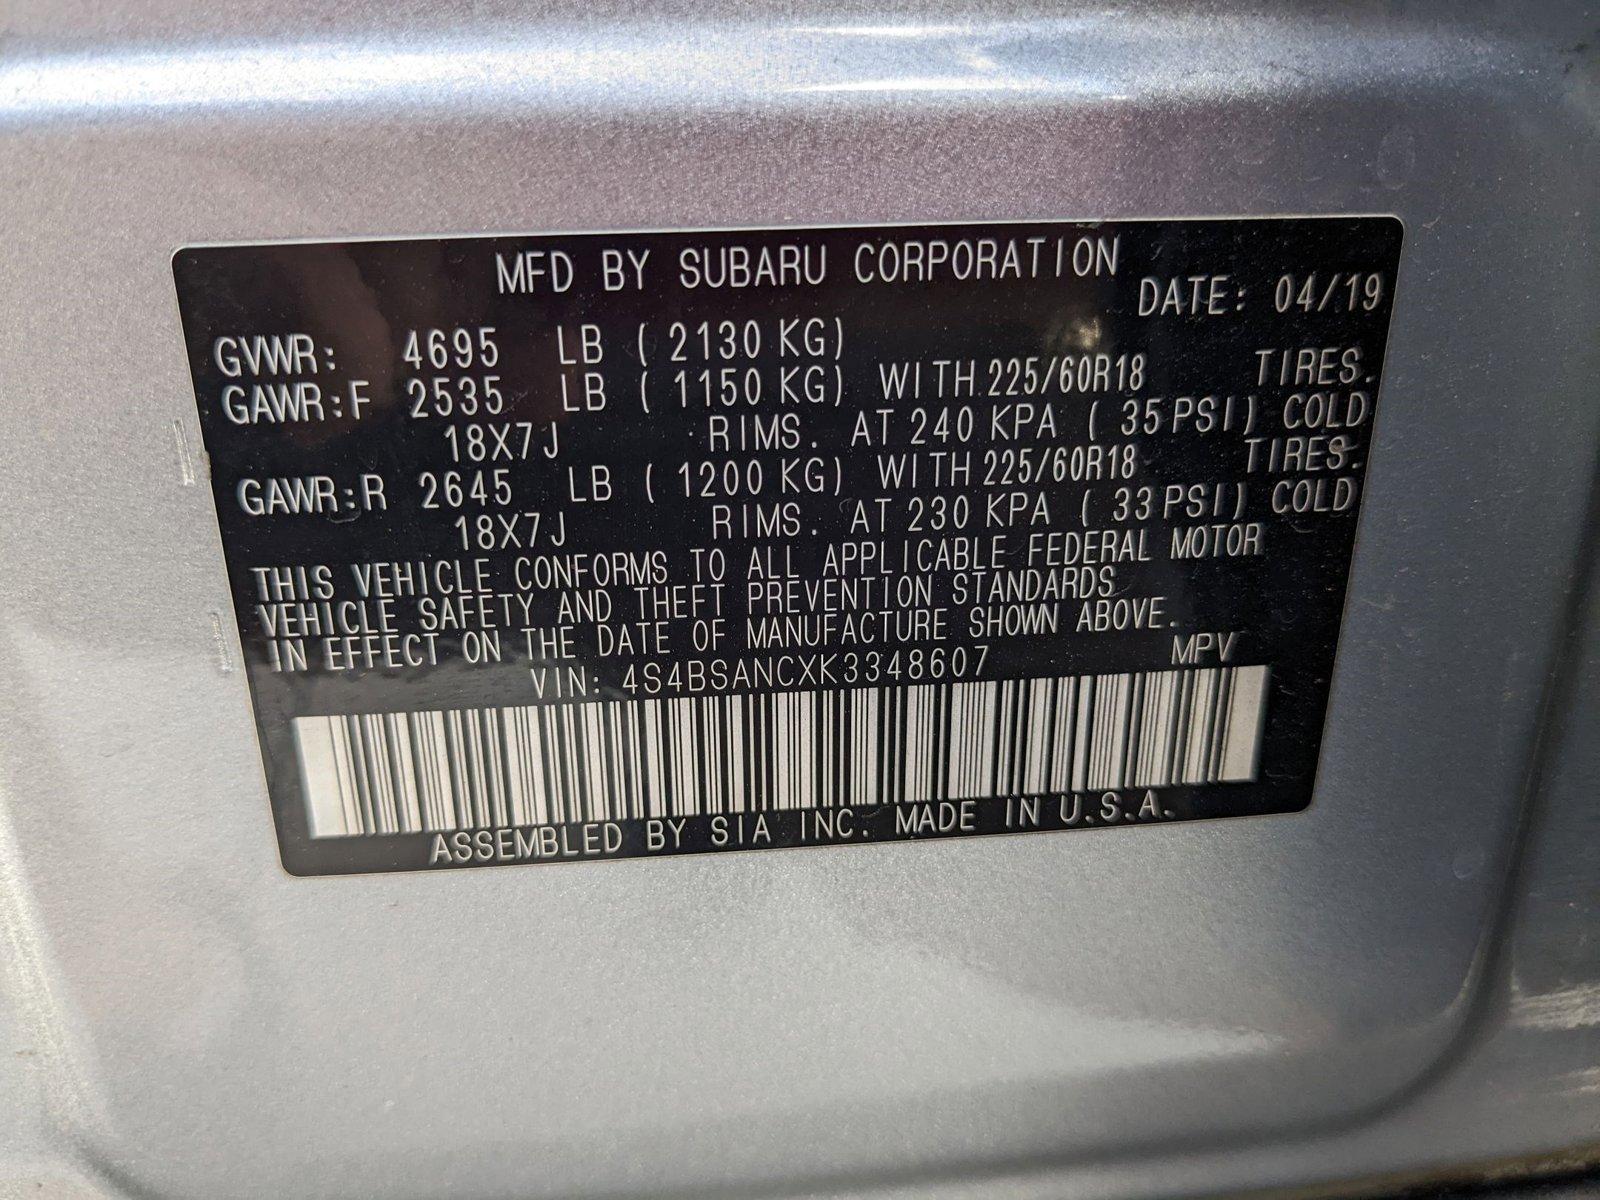 MFD BY SUBARU CORPORATION
DATE: 04/19
GVWR: 4695 LB ( 2130 KG)
GAWR:F 2535 LB ( 1150 KG) WITH 225/60R18 TIRES.
18X7J RIMS. AT 240 KPA ( 35 PSI) COLD
GAWR:R 2645 LB ( 1200 KG) WITH 225/60R18 TIRES.
18X7J RIMS. AT 230 KPA ( 33 PSI) COLD
THIS VEHICLE CONFORMS TO ALL APPLICABLE FEDERAL MOTOR
VEHICLE SAFETY AND THEFT PREVENTION STANDARDS
IN EFFECT ON THE DATE OF MANUFACTURE SHOWN ABOVE.
VIN: 4S4BSANCXK3348607 MPV
ASSEMBLED BY SIA INC. MADE IN U.S.A.